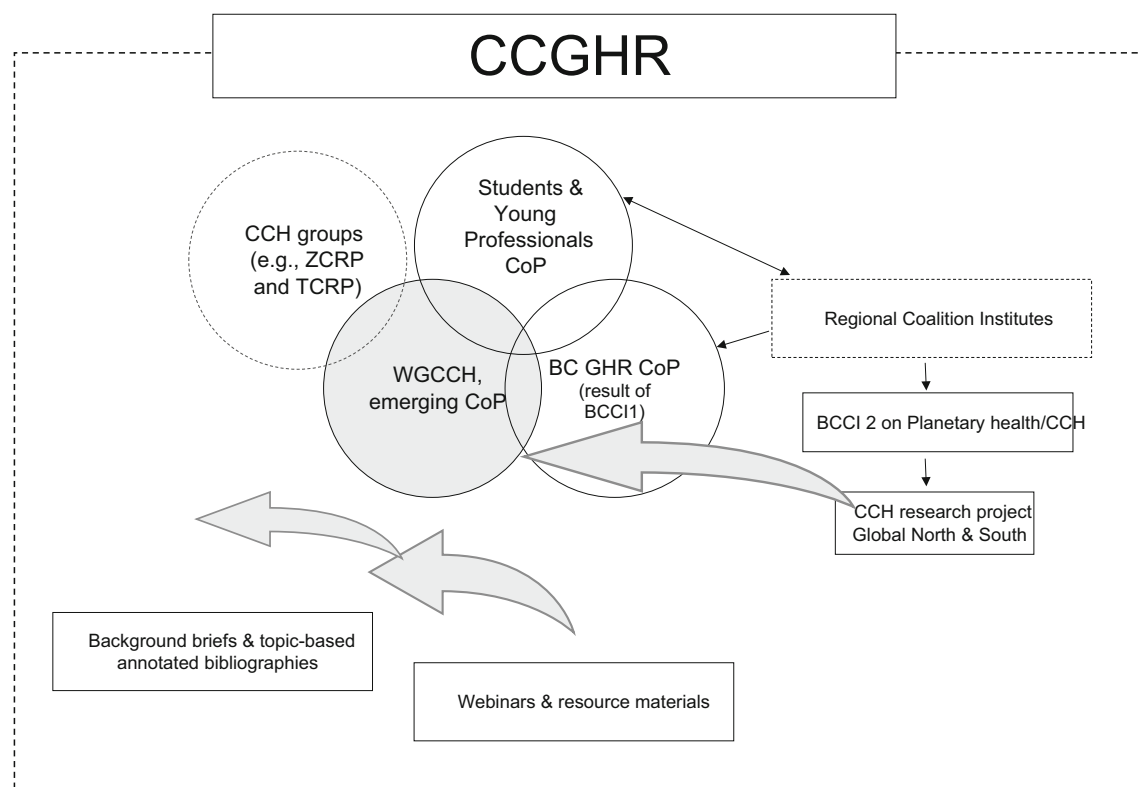 CCGHR
Students &
Young
Professionals
CoP
CCH groups
(e.g., ZCRP
and TCRP)
Regional Coalition Institutes
WGCCH,
emerging CoP
BC GHR CoP
(result of
BCCI1)
BCCI 2 on Planetary health/CCH
CCH research project
Global North & South
Background briefs & topic-based
annotated bibliographies
Webinars & resource materials